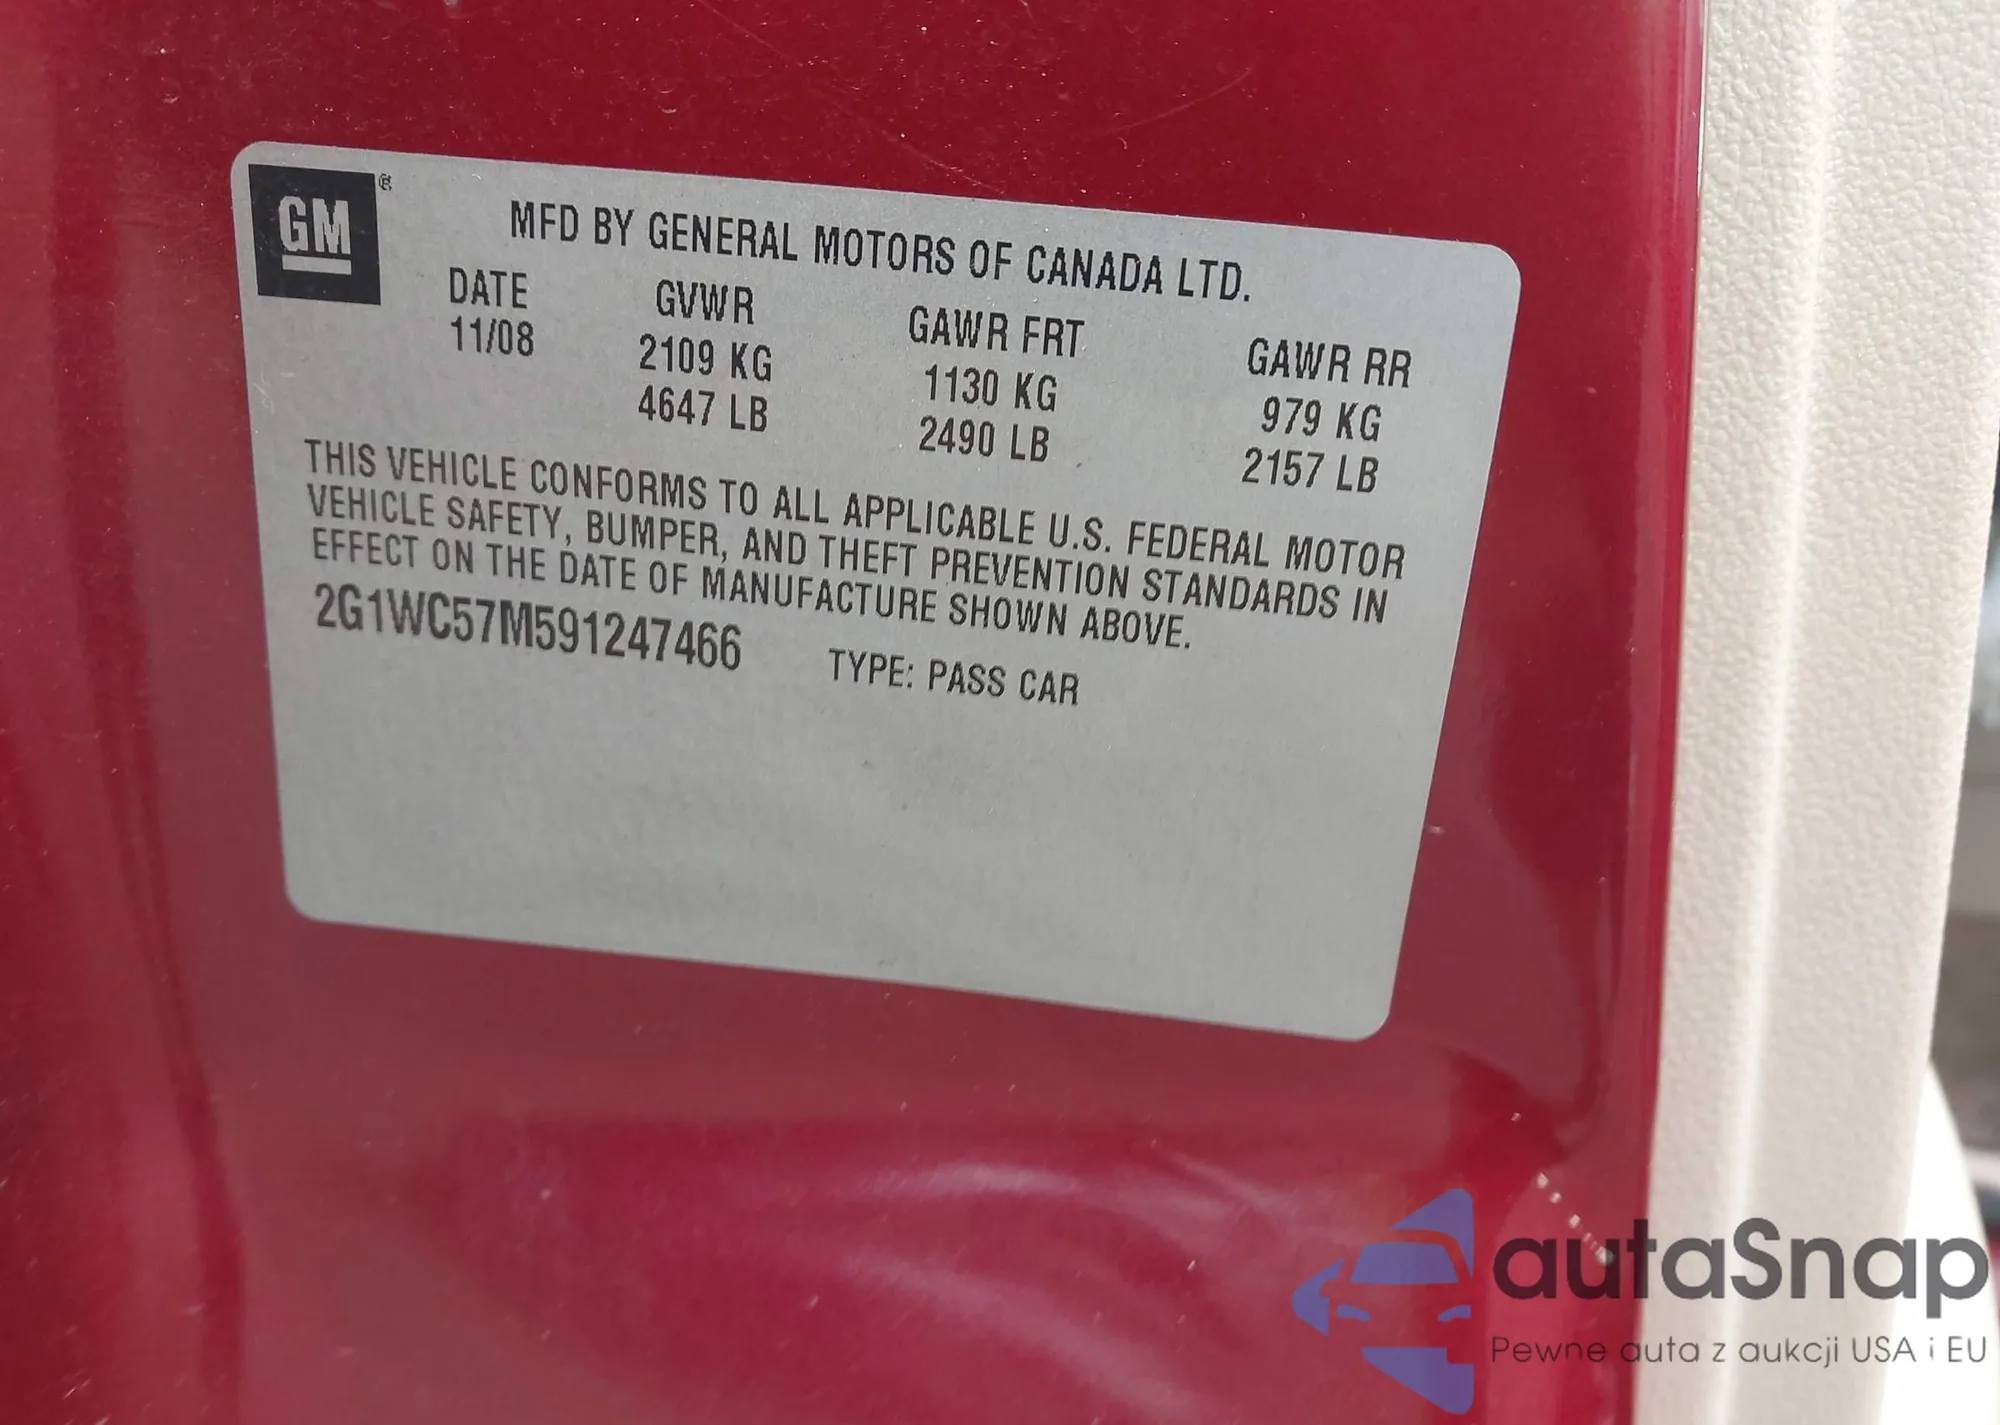 GM
MFD BY GENERAL MOTORS OF CANADA LTD.
DATE GVWR GAWR FRT GAWR RR
11/08 2109 KG 1130 KG 979 KG
4647 LB 2490 LB 2157 LB
THIS VEHICLE CONFORMS TO ALL APPLICABLE U.S. FEDERAL MOTOR
VEHICLE SAFETY, BUMPER, AND THEFT PREVENTION STANDARDS IN
EFFECT ON THE DATE OF MANUFACTURE SHOWN ABOVE.
2G1WC57M591247466 TYPE: PASS CAR
autaSnap
Pewne auta z aukcji USA i EU